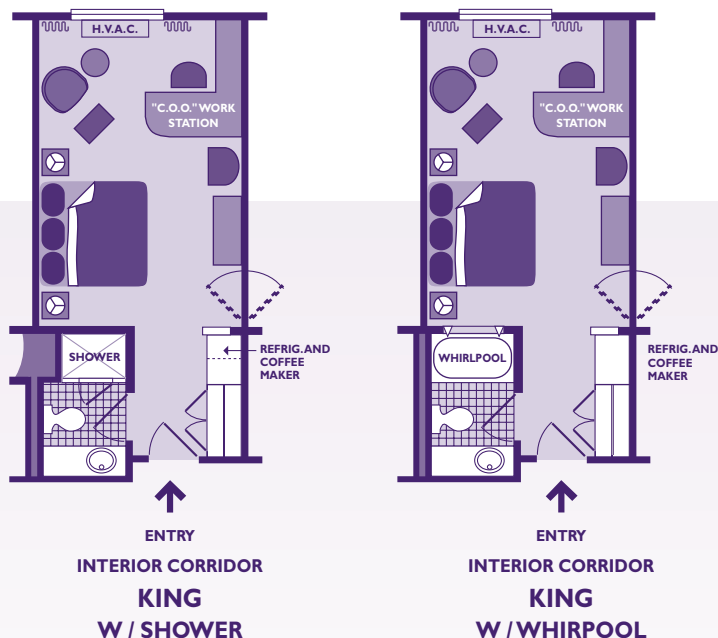 H.V.A.C.
"C.O.O." WORK
STATION
SHOWER
REFRIG.AND
COFFEE
MAKER
ENTRY
INTERIOR CORRIDOR
KING
W / SHOWER
H.V.A.C.
"C.O.O." WORK
STATION
WHIRLPOOL
REFRIG.AND
COFFEE
MAKER
ENTRY
INTERIOR CORRIDOR
KING
W / WHIRPOOL